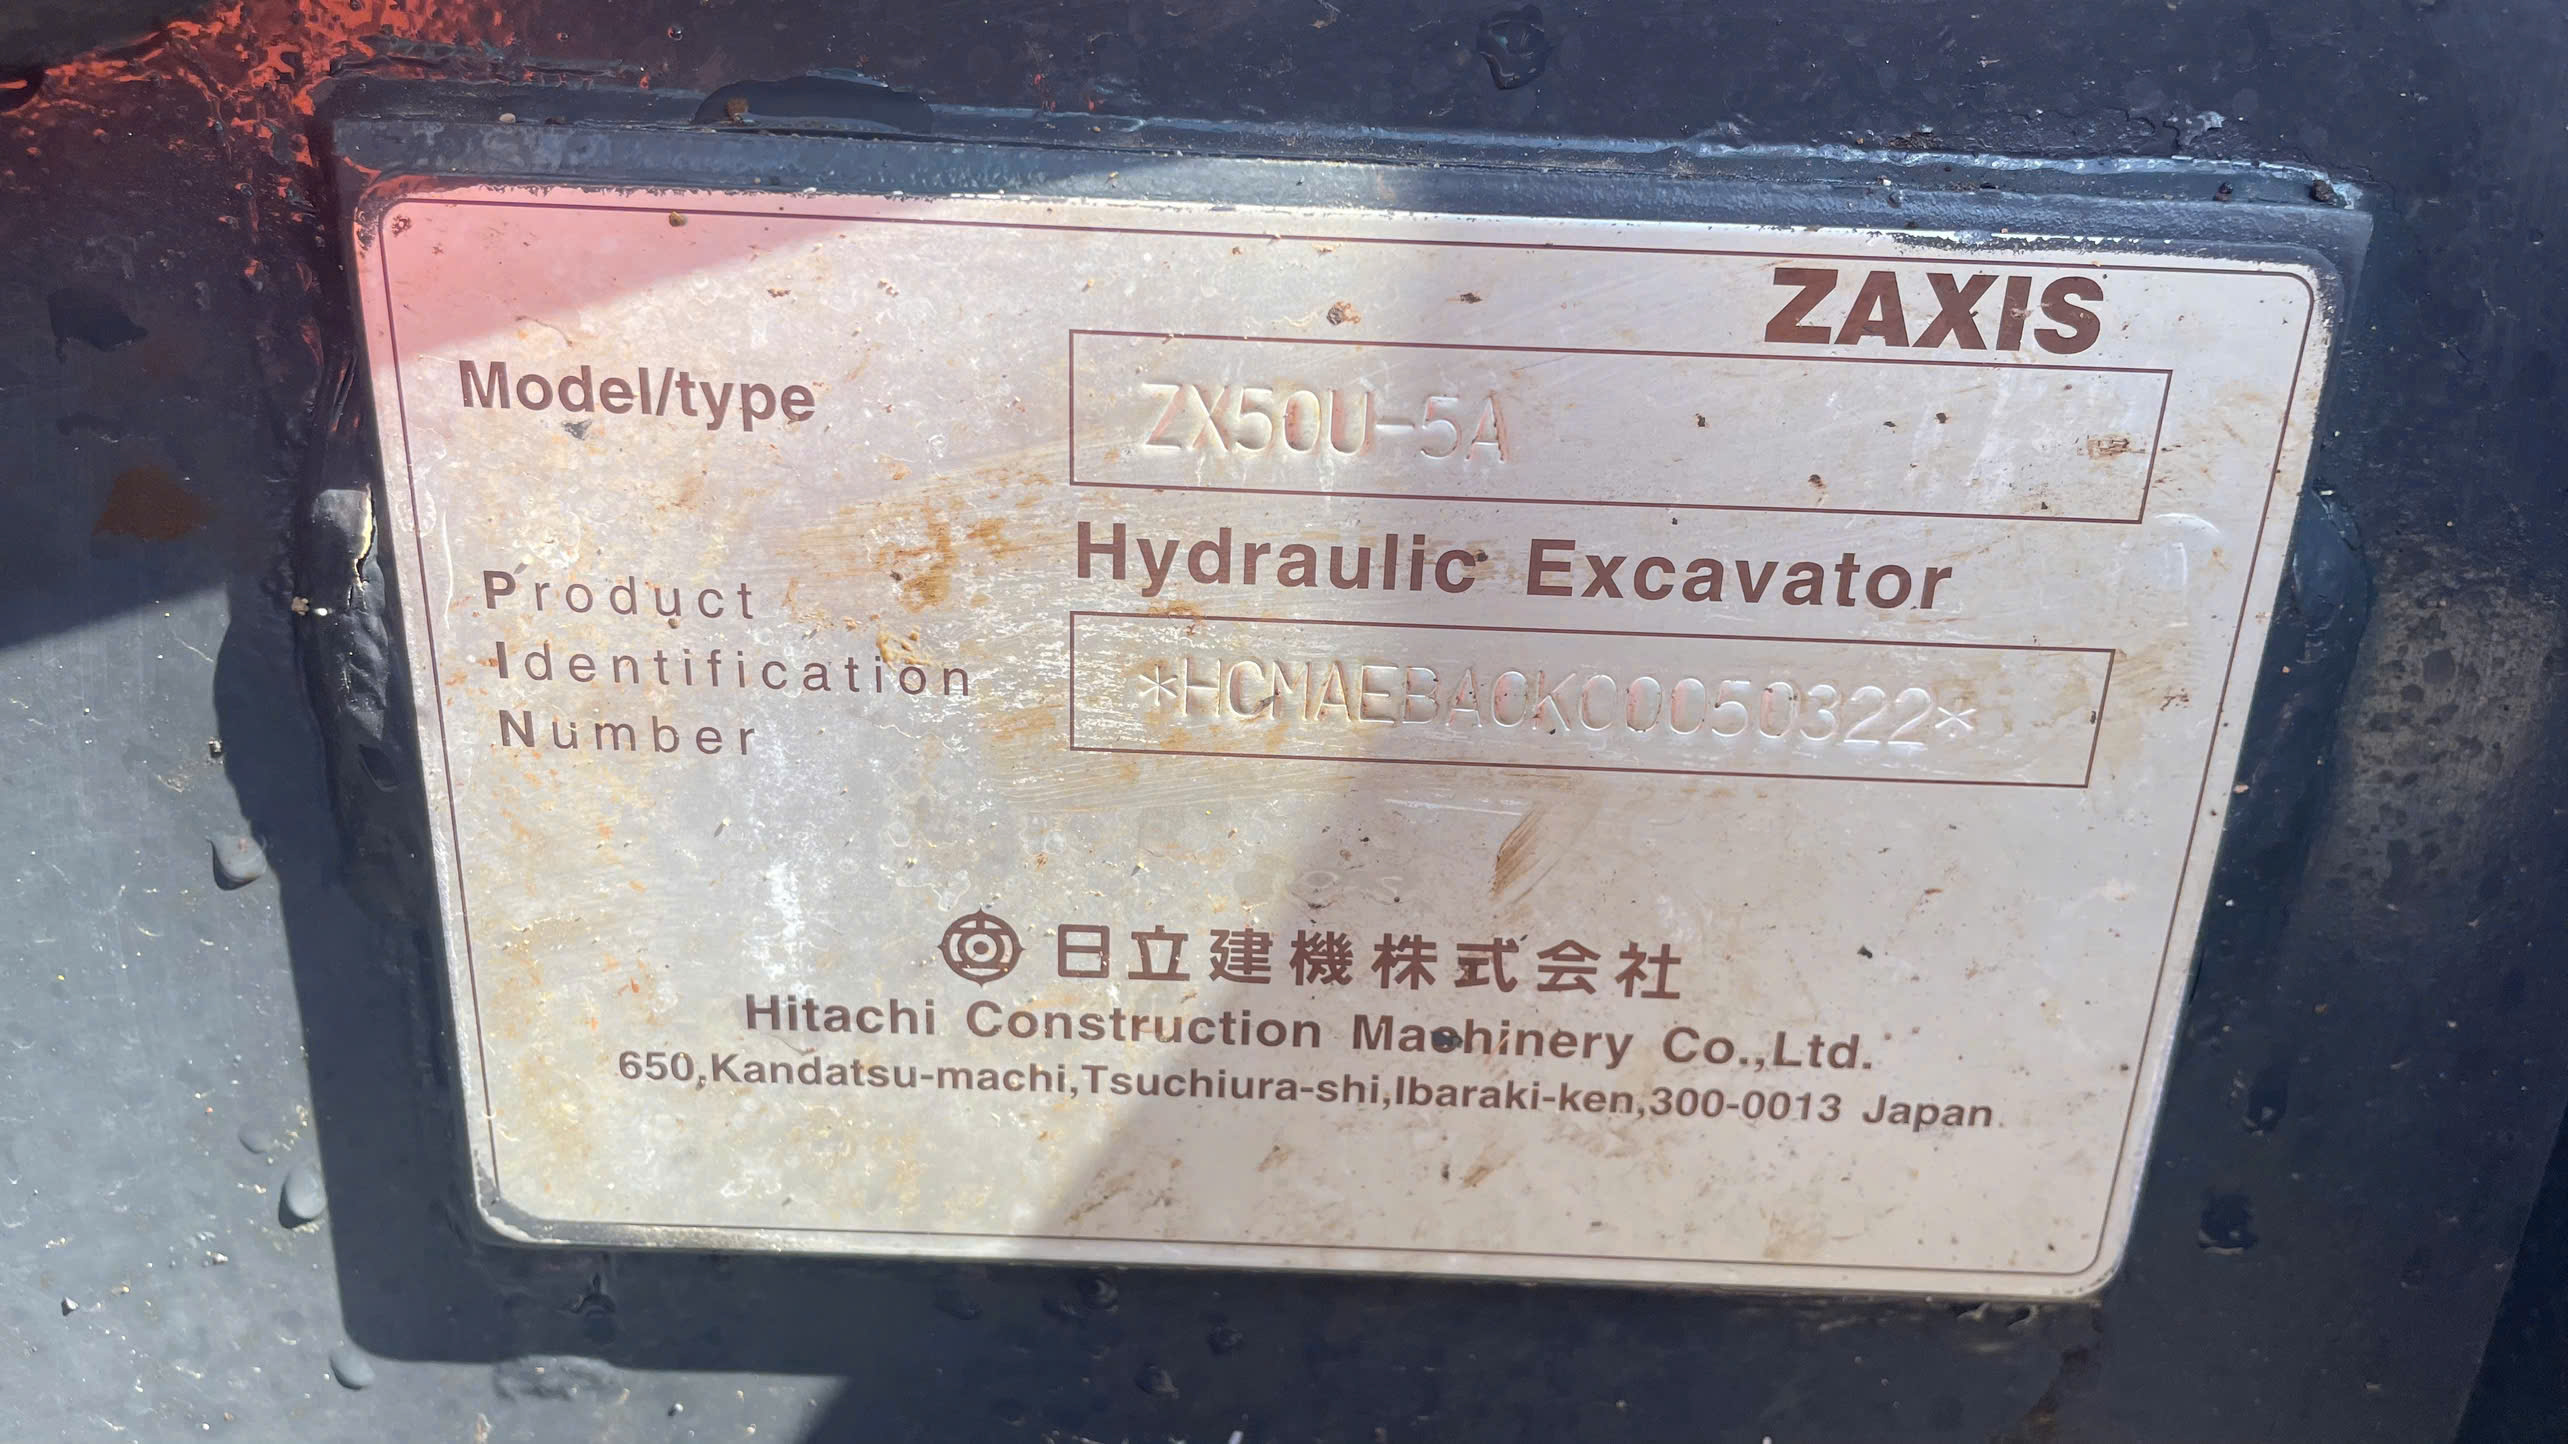 ZAXIS
Model/type ZX50U-5A
Hydraulic Excavator
Product
Identification
Number
*HCMAEBA0K00050322*
日立建機株式会社
Hitachi Construction Machinery Co.,Ltd.
650,Kandatsu-machi,Tsuchiura-shi,Ibaraki-ken,300-0013 Japan